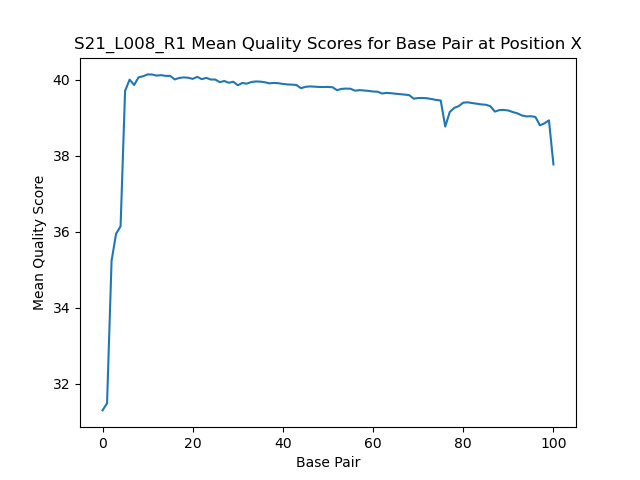 S21_L008_R1 Mean Quality Scores for Base Pair at Position X
40
38
36
34
32
Mean Quality Score
0 20 40 60 80 100
Base Pair